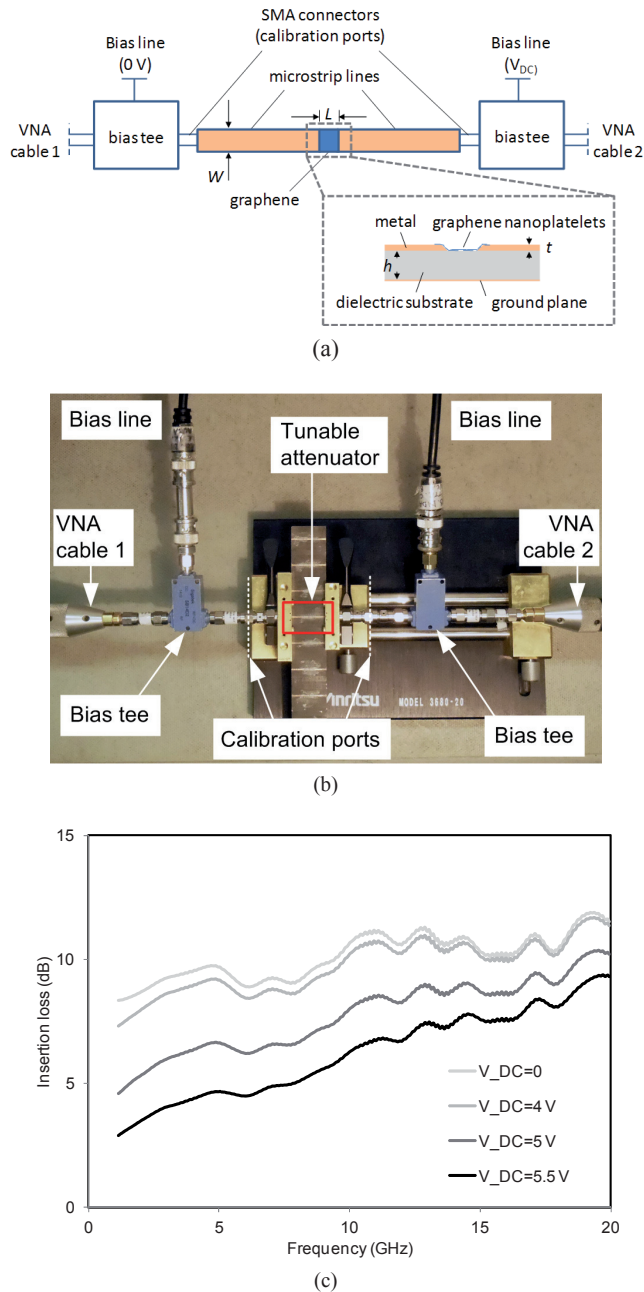 SMA connectors
(calibration ports)
Bias line
(0 V)
Bias line
(V_DC)
microstrip lines
VNA
cable 1
bias tee
L
bias tee
VNA
cable 2
W
graphene
metal
graphene nanoplatelets
t
h
dielectric substrate
ground plane
(a)
Bias line
Bias line
Tunable
attenuator
VNA
cable 1
VNA
cable 2
Bias tee
Calibration ports
MODEL 3680-20
Bias tee
(b)
15
10
5
0
Insertion loss (dB)
V_DC=0
V_DC=4 V
V_DC=5 V
V_DC=5.5 V
0
5
10
15
20
Frequency (GHz)
(c)